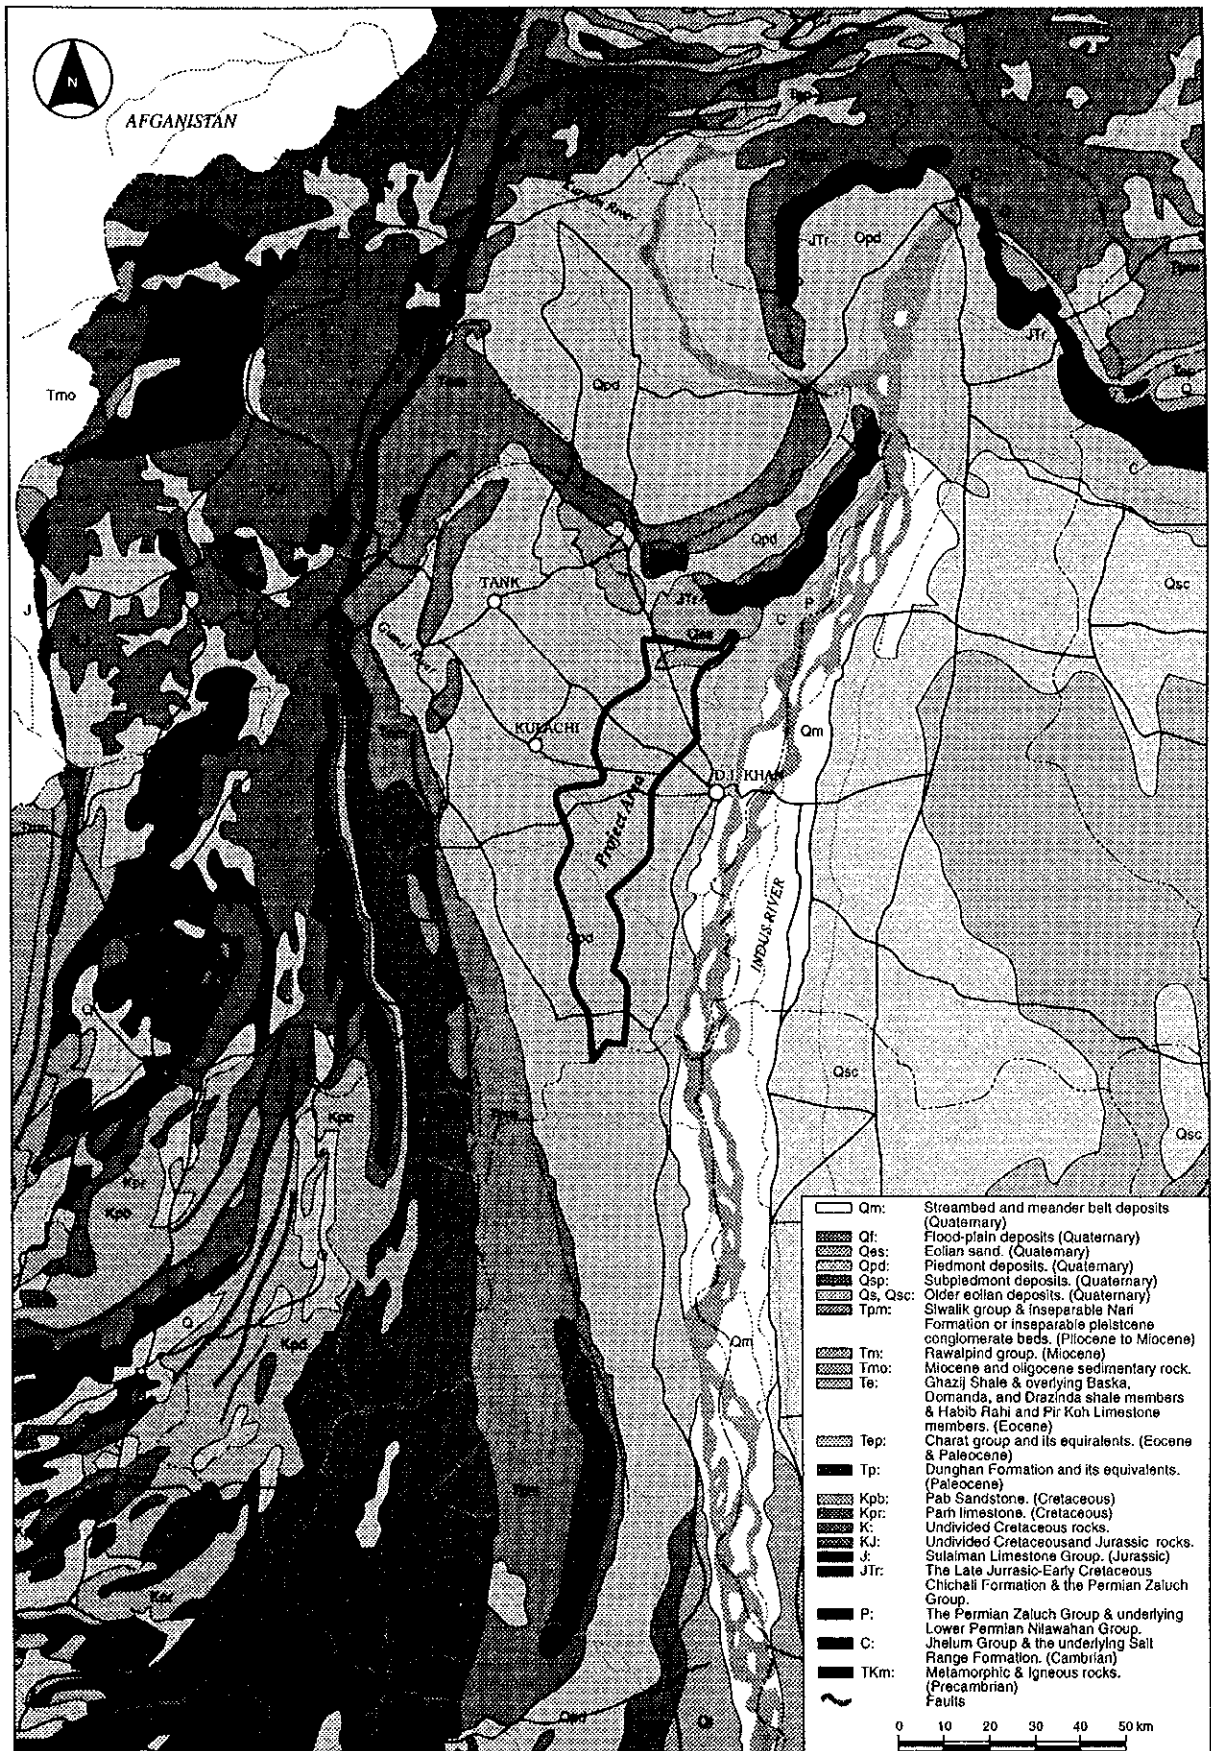 N
AFGANISTAN
River
JTr
Qpd
JTr
Tmo
Qpd
Q
C
Qpd
Qsc
TANK
J
JTr
P
C
KULACHI
Qm
D.I. KHAN
Project Area
INDUS RIVER
Q
Qsc
Kpr
Qsc
Kpb
Q
Qm
Qpd
Qm: Streambed and meander belt deposits
(Quaternary)
Qf: Flood-plain deposits (Quaternary)
Qes: Eolian sand. (Quaternary)
Qpd: Piedmont deposits. (Quaternary)
Qsp: Subpiedmont deposits. (Quaternary)
Qs, Qsc: Older eolian deposits. (Quaternary)
Tpm: Siwalik group & inseparable Nari
Formation or inseparable pleistcene
conglomerate beds. (Pliocene to Miocene)
Tm: Rawalpind group. (Miocene)
Tmo: Miocene and oligocene sedimentary rock.
Te: Ghazij Shale & overlying Baska,
Domanda, and Drazinda shale members
& Habib Rahi and Pir Koh Limestone
members. (Eocene)
Tep: Charat group and its equiralents. (Eocene
& Paleocene)
Tp: Dunghan Formation and its equivalents.
(Paleocene)
Kpb: Pab Sandstone. (Cretaceous)
Kpr: Parh limestone. (Cretaceous)
K: Undivided Cretaceous rocks.
KJ: Undivided Cretaceousand Jurassic rocks.
J: Sulaiman Limestone Group. (Jurassic)
JTr: The Late Jurrasic-Early Cretaceous
Chichali Formation & the Permian Zaluch
Group.
P: The Permian Zaluch Group & underlying
Lower Permian Nilawahan Group.
C: Jhelum Group & the underlying Salt
Range Formation. (Cambrian)
TKm: Metamorphic & Igneous rocks.
(Precambrian)
Faults
0 10 20 30 40 50 km